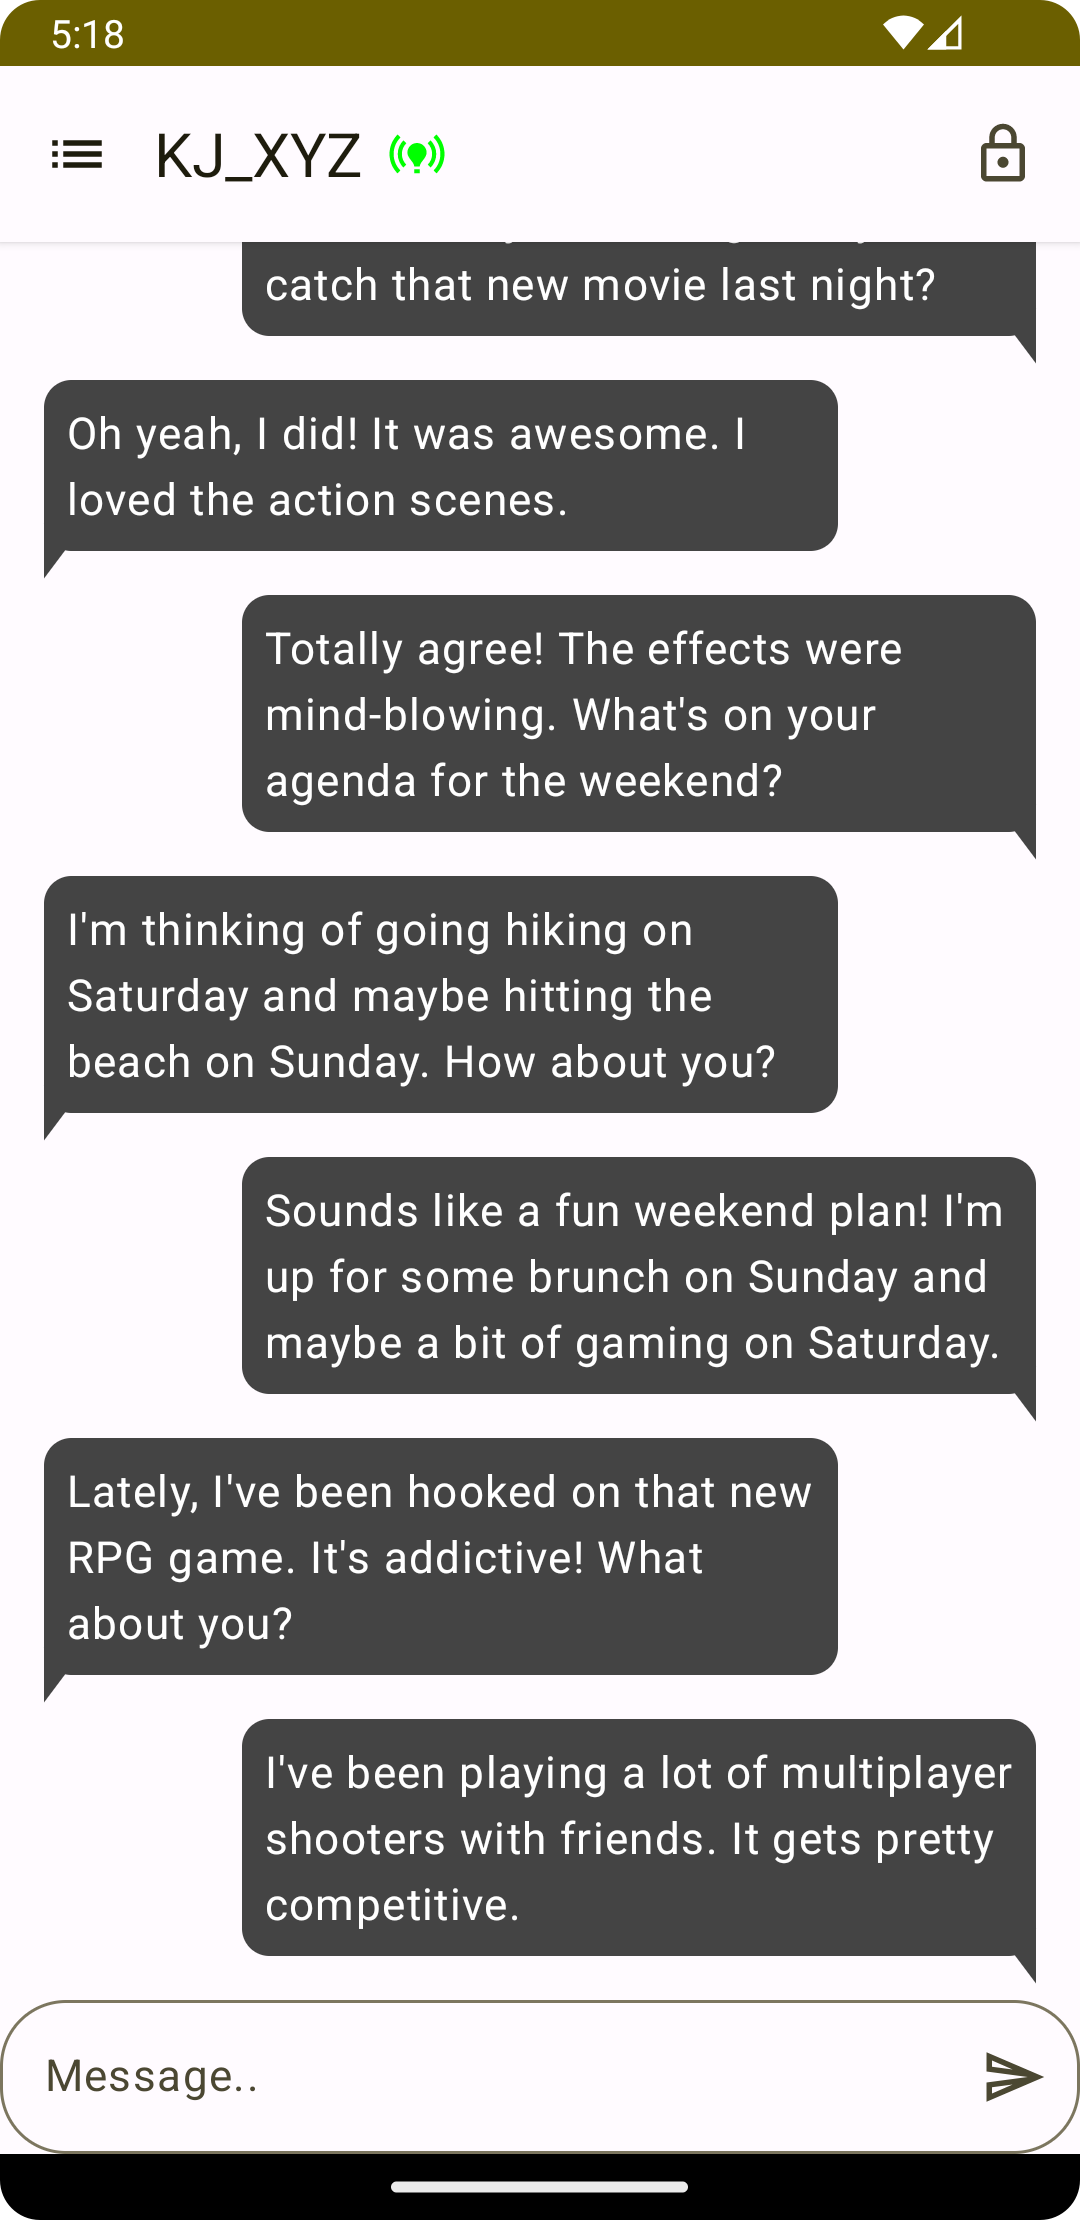 5:18
KJ_XYZ
catch that new movie last night?
Oh yeah, I did! It was awesome. I
loved the action scenes.
Totally agree! The effects were
mind-blowing. What's on your
agenda for the weekend?
I'm thinking of going hiking on
Saturday and maybe hitting the
beach on Sunday. How about you?
Sounds like a fun weekend plan! I'm
up for some brunch on Sunday and
maybe a bit of gaming on Saturday.
Lately, I've been hooked on that new
RPG game. It's addictive! What
about you?
I've been playing a lot of multiplayer
shooters with friends. It gets pretty
competitive.
Message..